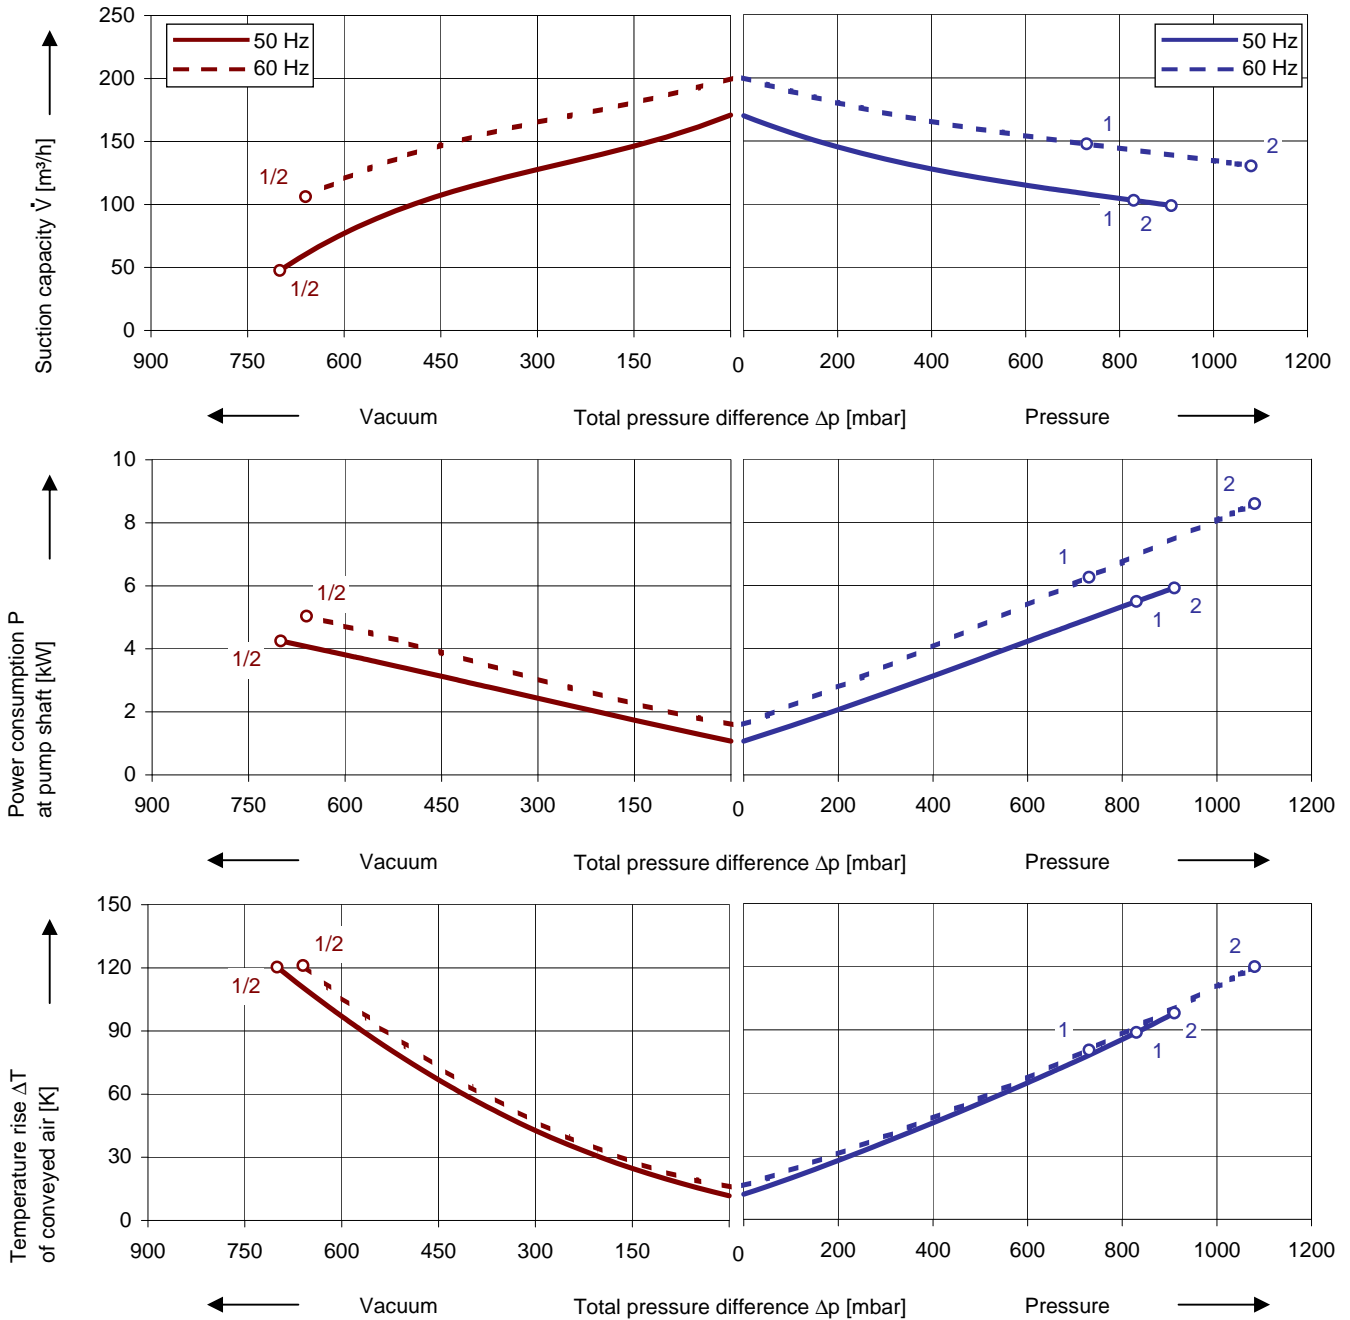 250
200
150
100
50
0
Suction capacity V̇ [m³/h]
50 Hz
60 Hz
50 Hz
60 Hz
1/2
1/2
1
2
1
2
900 750 600 450 300 150 0 200 400 600 800 1000 1200
Vacuum Total pressure difference Δp [mbar] Pressure
10
8
6
4
2
0
Power consumption P
at pump shaft [kW]
1/2
1/2
1
2
1
2
900 750 600 450 300 150 0 200 400 600 800 1000 1200
Vacuum Total pressure difference Δp [mbar] Pressure
150
120
90
60
30
0
Temperature rise ΔT
of conveyed air [K]
1/2
1/2
2
1
2
1
900 750 600 450 300 150 0 200 400 600 800 1000 1200
Vacuum Total pressure difference Δp [mbar] Pressure